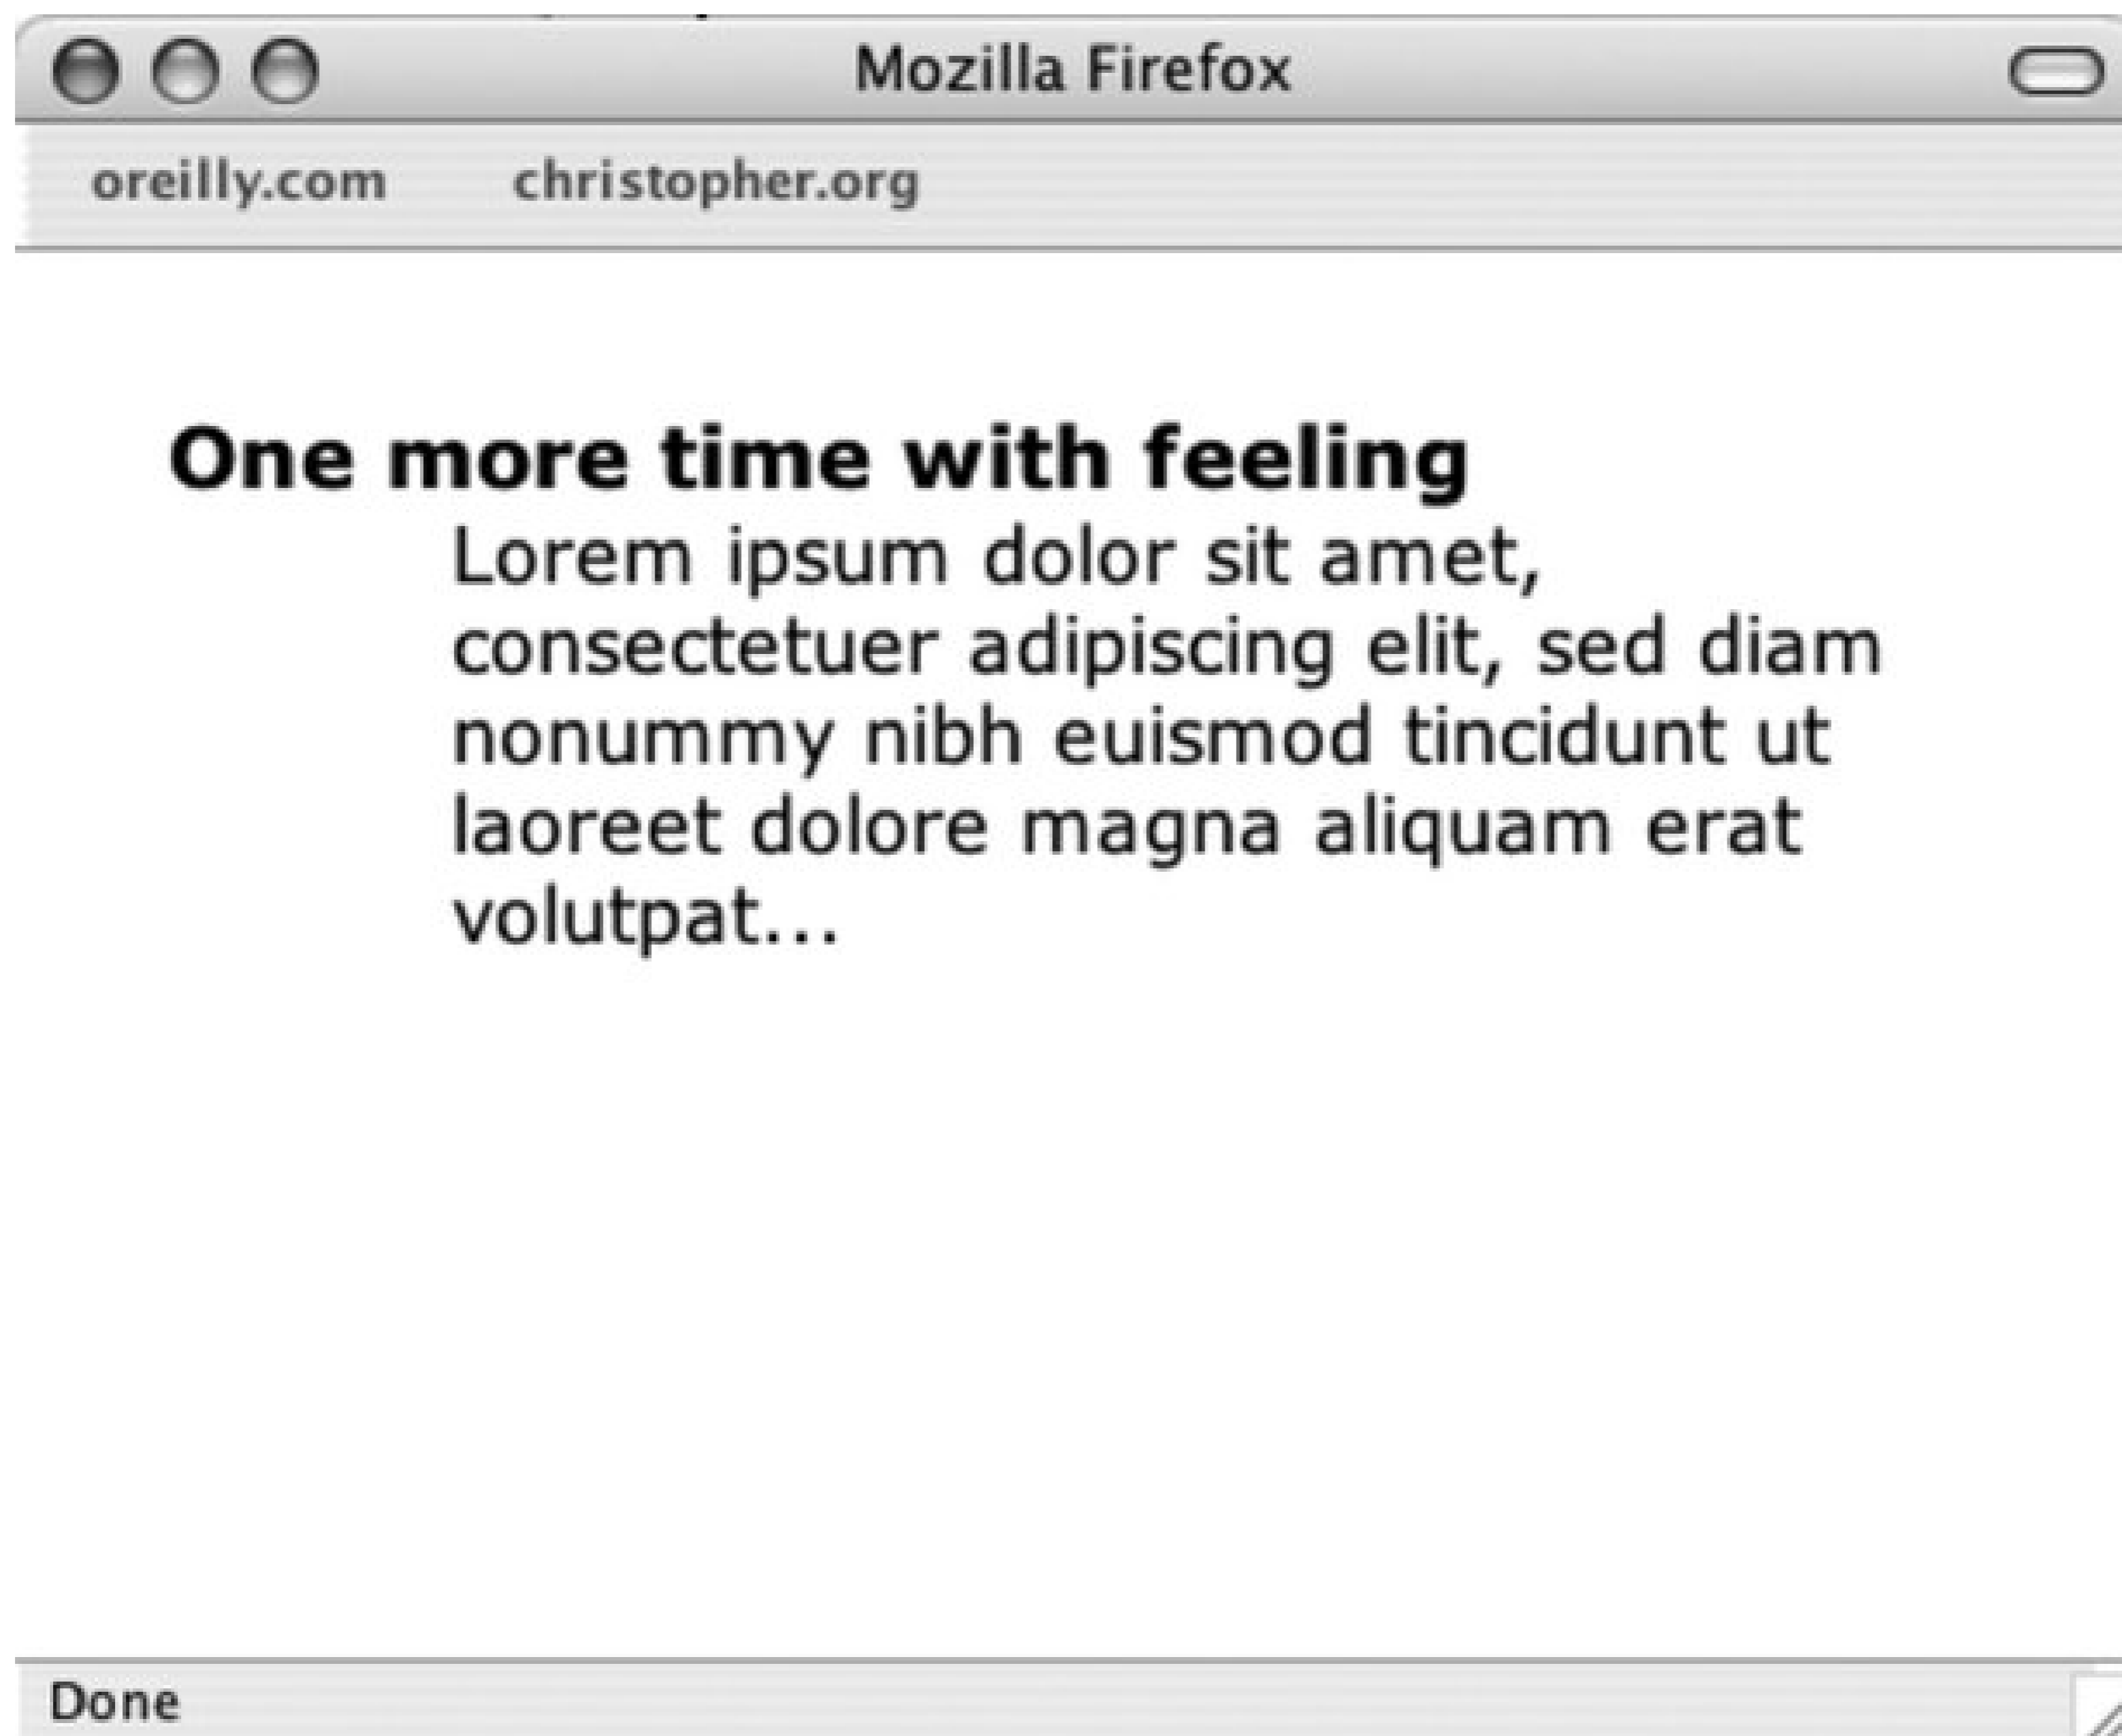 Mozilla Firefox
oreilly.com christopher.org
One more time with feeling
Lorem ipsum dolor sit amet,
consectetuer adipiscing elit, sed diam
nonummy nibh euismod tincidunt ut
laoreet dolore magna aliquam erat
volutpat...
Done